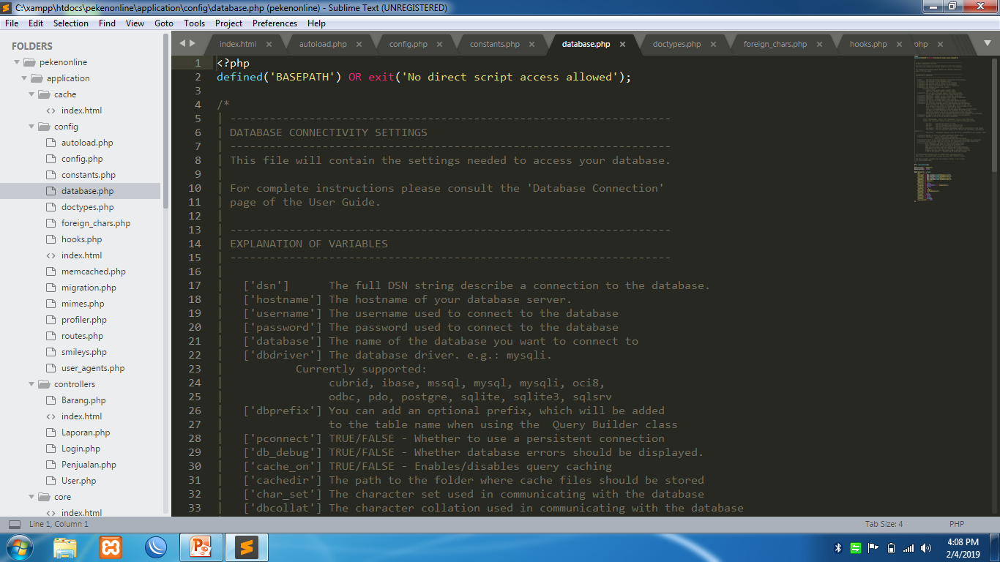 C:\xampp\htdocs\pekenonline\application\config\database.php (pekenonline) - Sublime Text (UNREGISTERED)
File Edit Selection Find View Goto Tools Project Preferences Help
FOLDERS
pekenonline
application
cache
index.html
config
autoload.php
config.php
constants.php
database.php
doctypes.php
foreign_chars.php
hooks.php
index.html
memcached.php
migration.php
mimes.php
profiler.php
routes.php
smileys.php
user_agents.php
controllers
Barang.php
index.html
Laporan.php
Login.php
Penjualan.php
User.php
core
index.html
index.html autoload.php config.php constants.php database.php doctypes.php foreign_chars.php hooks.php php
1 <?php
2 defined('BASEPATH') OR exit('No direct script access allowed');
3
4 /*
5 | -------------------------------------------------------------------
6 | DATABASE CONNECTIVITY SETTINGS
7 | -------------------------------------------------------------------
8 | This file will contain the settings needed to access your database.
9 |
10 | For complete instructions please consult the 'Database Connection'
11 | page of the User Guide.
12 |
13 | -------------------------------------------------------------------
14 | EXPLANATION OF VARIABLES
15 | -------------------------------------------------------------------
16 |
17 | ['dsn'] The full DSN string describe a connection to the database.
18 | ['hostname'] The hostname of your database server.
19 | ['username'] The username used to connect to the database
20 | ['password'] The password used to connect to the database
21 | ['database'] The name of the database you want to connect to
22 | ['dbdriver'] The database driver. e.g.: mysqli.
23 | Currently supported:
24 | cubrid, ibase, mssql, mysql, mysqli, oci8,
25 | odbc, pdo, postgre, sqlite, sqlite3, sqlsrv
26 | ['dbprefix'] You can add an optional prefix, which will be added
27 | to the table name when using the  Query Builder class
28 | ['pconnect'] TRUE/FALSE - Whether to use a persistent connection
29 | ['db_debug'] TRUE/FALSE - Whether database errors should be displayed.
30 | ['cache_on'] TRUE/FALSE - Enables/disables query caching
31 | ['cachedir'] The path to the folder where cache files should be stored
32 | ['char_set'] The character set used in communicating with the database
33 | ['dbcollat'] The character collation used in communicating with the database
Line 1, Column 1
Tab Size: 4
PHP
4:08 PM
2/4/2019